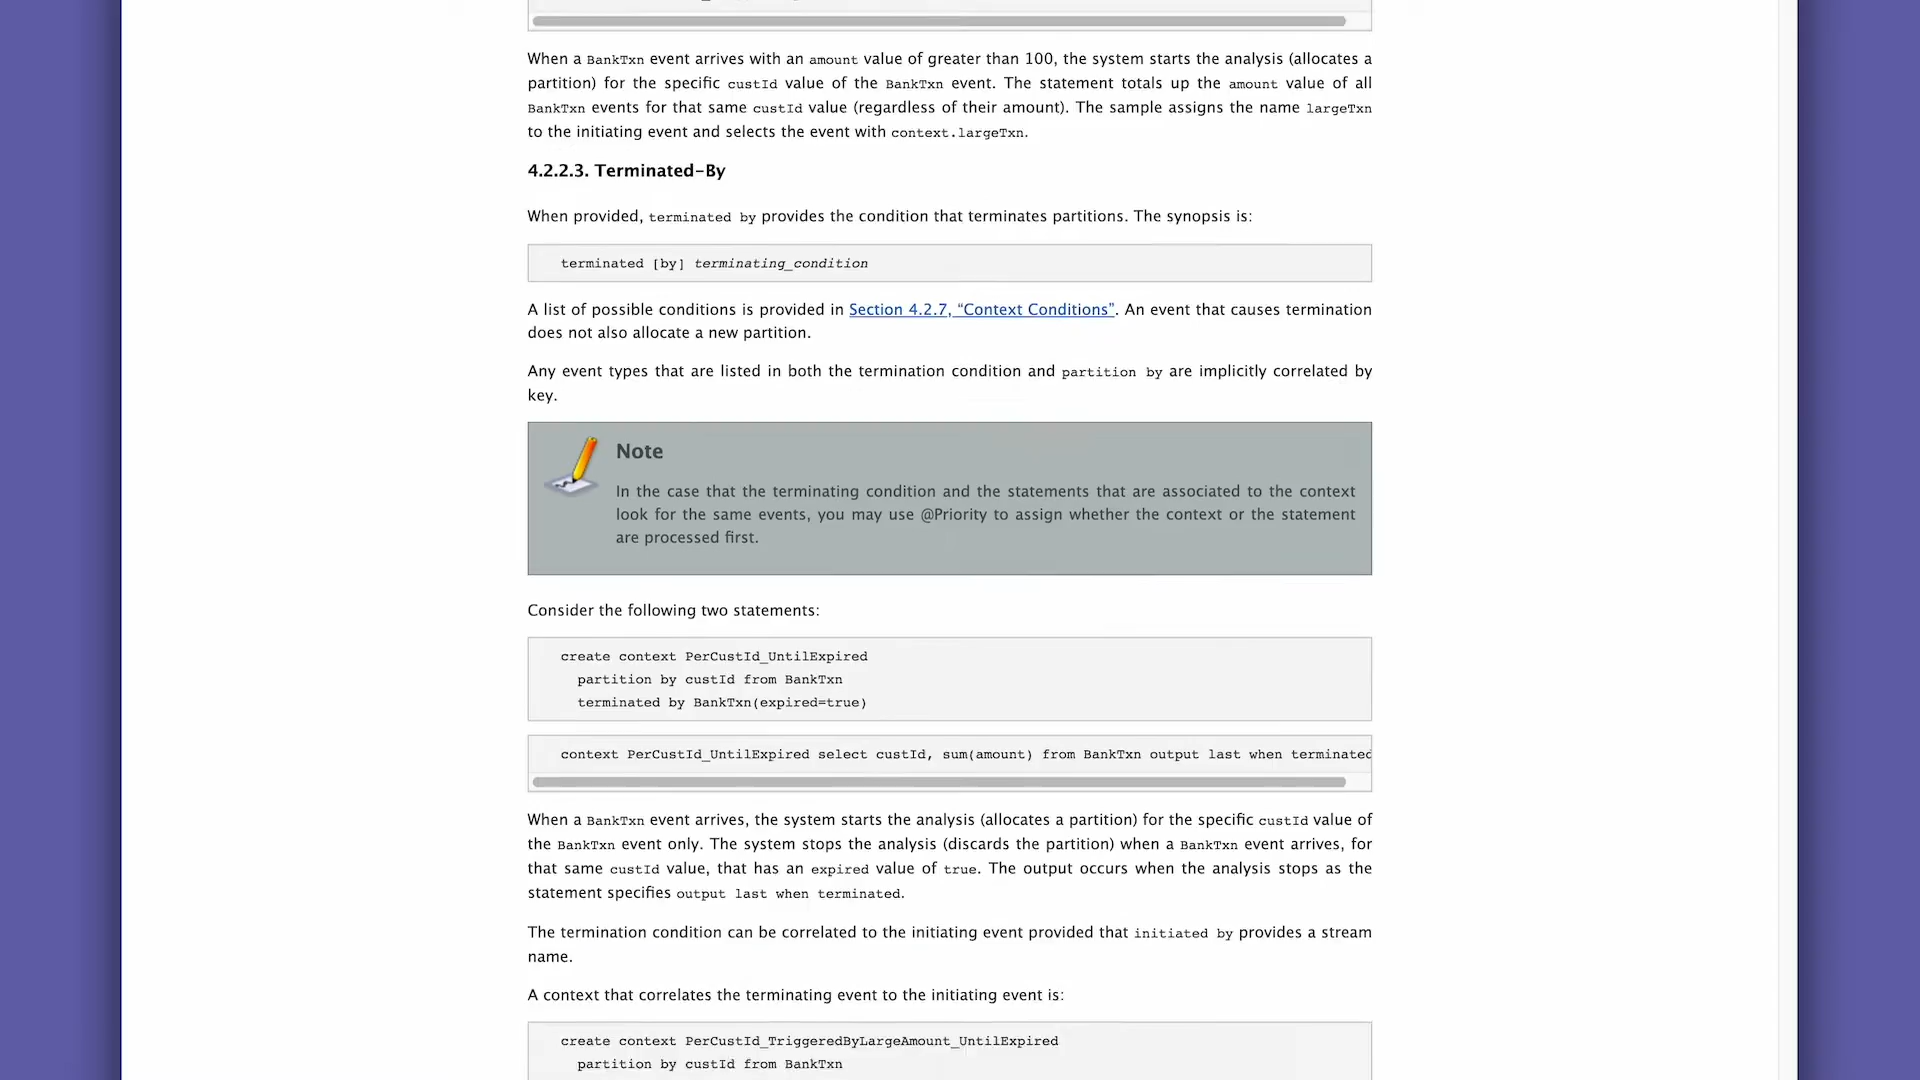 When a BankTxn event arrives with an amount value of greater than 100, the system starts the analysis (allocates a
partition) for the specific custId value of the BankTxn event. The statement totals up the amount value of all
BankTxn events for that same custId value (regardless of their amount). The sample assigns the name largeTxn
to the initiating event and selects the event with context.largeTxn.
4.2.2.3. Terminated-By
When provided, terminated by provides the condition that terminates partitions. The synopsis is:
terminated [by] terminating_condition
A list of possible conditions is provided in Section 4.2.7, “Context Conditions”. An event that causes termination
does not also allocate a new partition.
Any event types that are listed in both the termination condition and partition by are implicitly correlated by
key.
Note
In the case that the terminating condition and the statements that are associated to the context
look for the same events, you may use @Priority to assign whether the context or the statement
are processed first.
Consider the following two statements:
create context PerCustId_UntilExpired
partition by custId from BankTxn
terminated by BankTxn(expired=true)
context PerCustId_UntilExpired select custId, sum(amount) from BankTxn output last when terminated
When a BankTxn event arrives, the system starts the analysis (allocates a partition) for the specific custId value of
the BankTxn event only. The system stops the analysis (discards the partition) when a BankTxn event arrives, for
that same custId value, that has an expired value of true. The output occurs when the analysis stops as the
statement specifies output last when terminated.
The termination condition can be correlated to the initiating event provided that initiated by provides a stream
name.
A context that correlates the terminating event to the initiating event is:
create context PerCustId_TriggeredByLargeAmount_UntilExpired
partition by custId from BankTxn